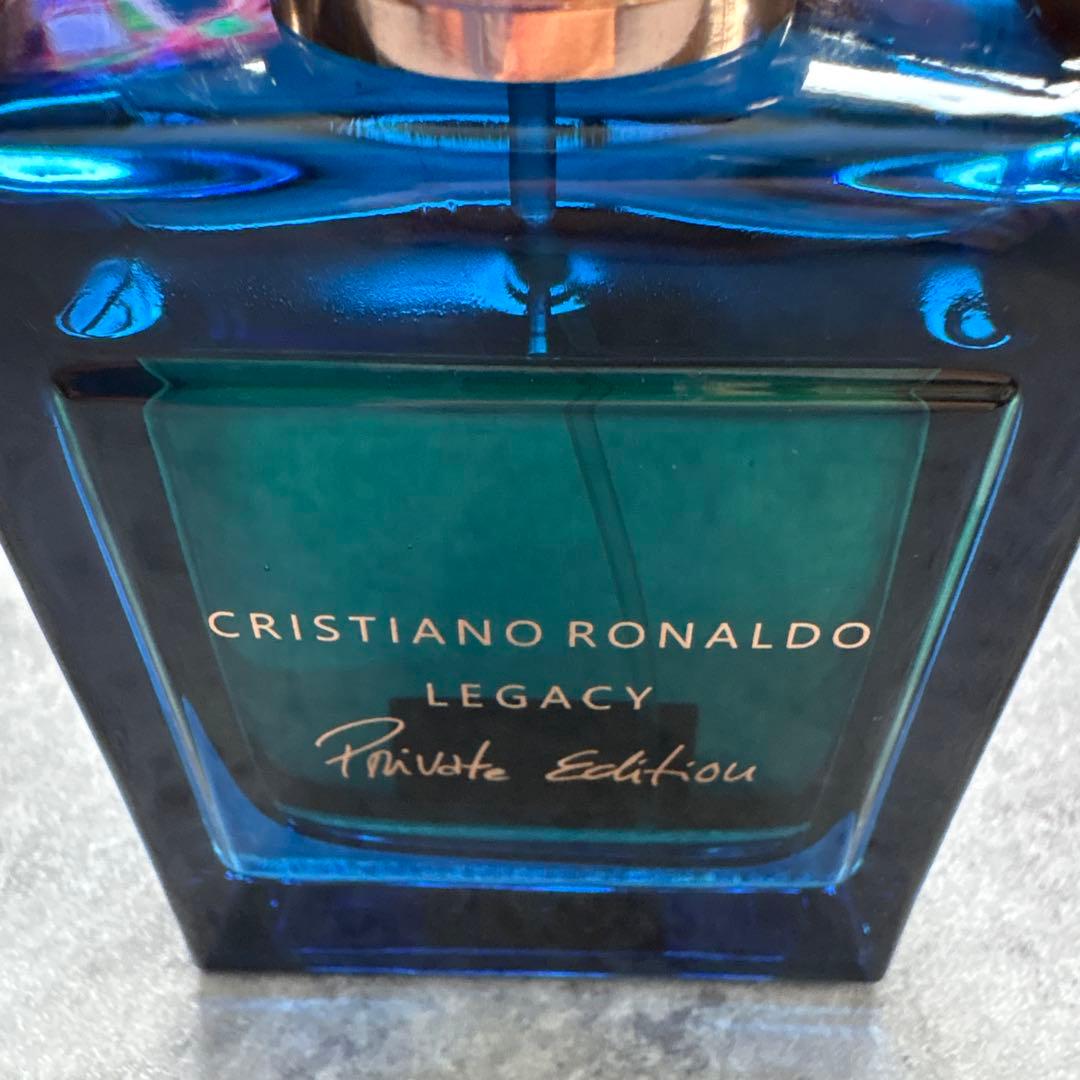 CRISTIANO RONALDO
LEGACY
Private Edition